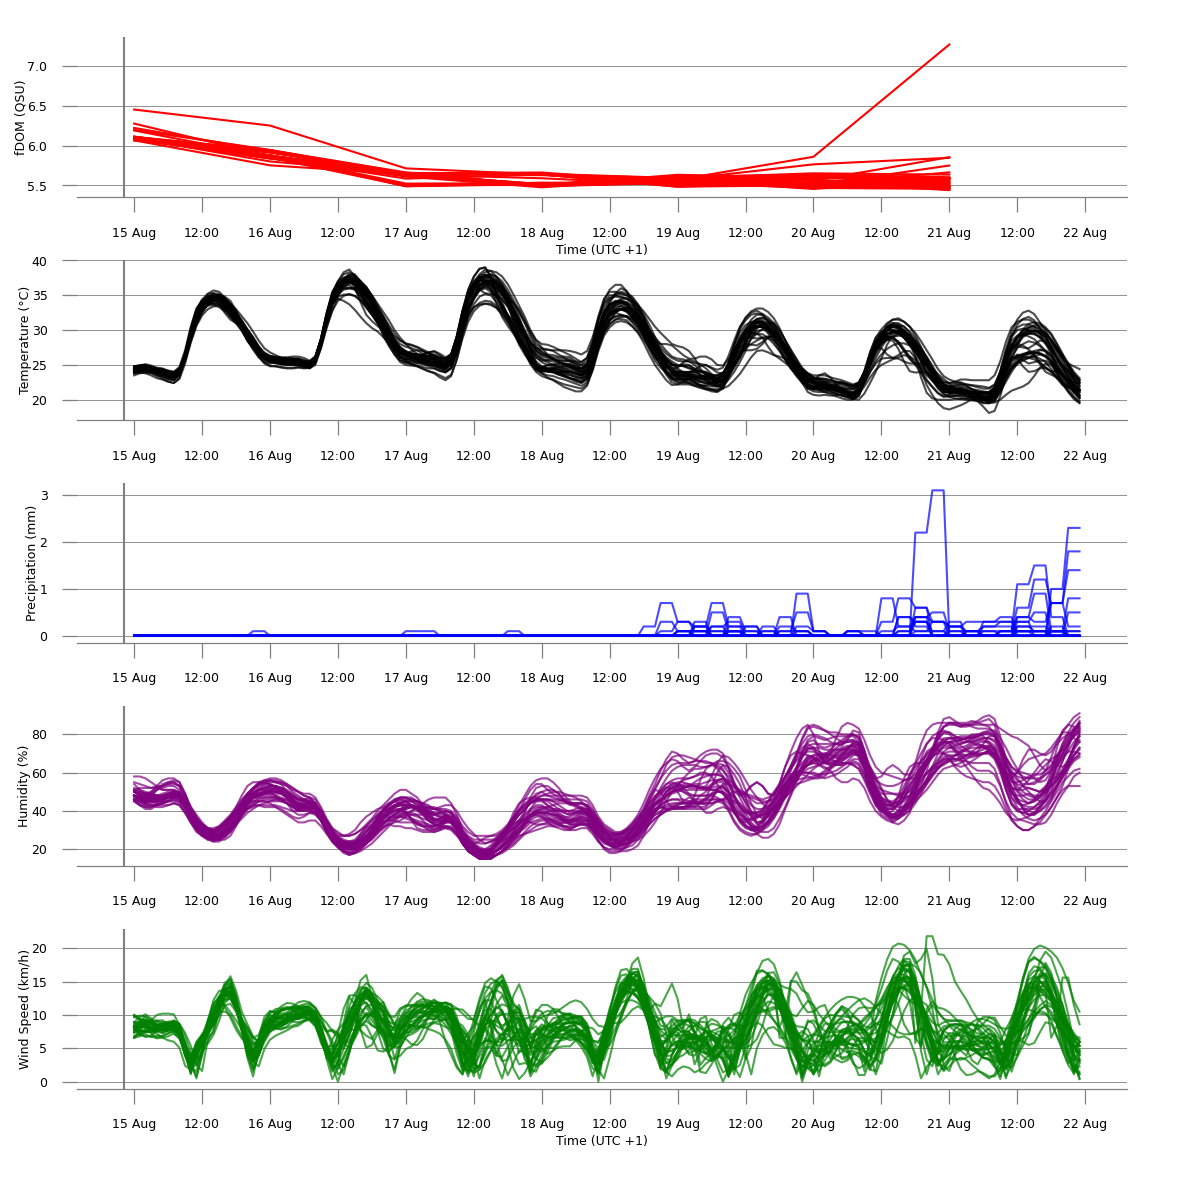 fDOM (QSU)
7.0
6.5
6.0
5.5
15 Aug 12:00 16 Aug 12:00 17 Aug 12:00 18 Aug 12:00 19 Aug 12:00 20 Aug 12:00 21 Aug 12:00 22 Aug
Time (UTC +1)
Temperature (°C)
40
35
30
25
20
15 Aug 12:00 16 Aug 12:00 17 Aug 12:00 18 Aug 12:00 19 Aug 12:00 20 Aug 12:00 21 Aug 12:00 22 Aug
Precipitation (mm)
3
2
1
0
15 Aug 12:00 16 Aug 12:00 17 Aug 12:00 18 Aug 12:00 19 Aug 12:00 20 Aug 12:00 21 Aug 12:00 22 Aug
Humidity (%)
80
60
40
20
15 Aug 12:00 16 Aug 12:00 17 Aug 12:00 18 Aug 12:00 19 Aug 12:00 20 Aug 12:00 21 Aug 12:00 22 Aug
Wind Speed (km/h)
20
15
10
5
0
15 Aug 12:00 16 Aug 12:00 17 Aug 12:00 18 Aug 12:00 19 Aug 12:00 20 Aug 12:00 21 Aug 12:00 22 Aug
Time (UTC +1)